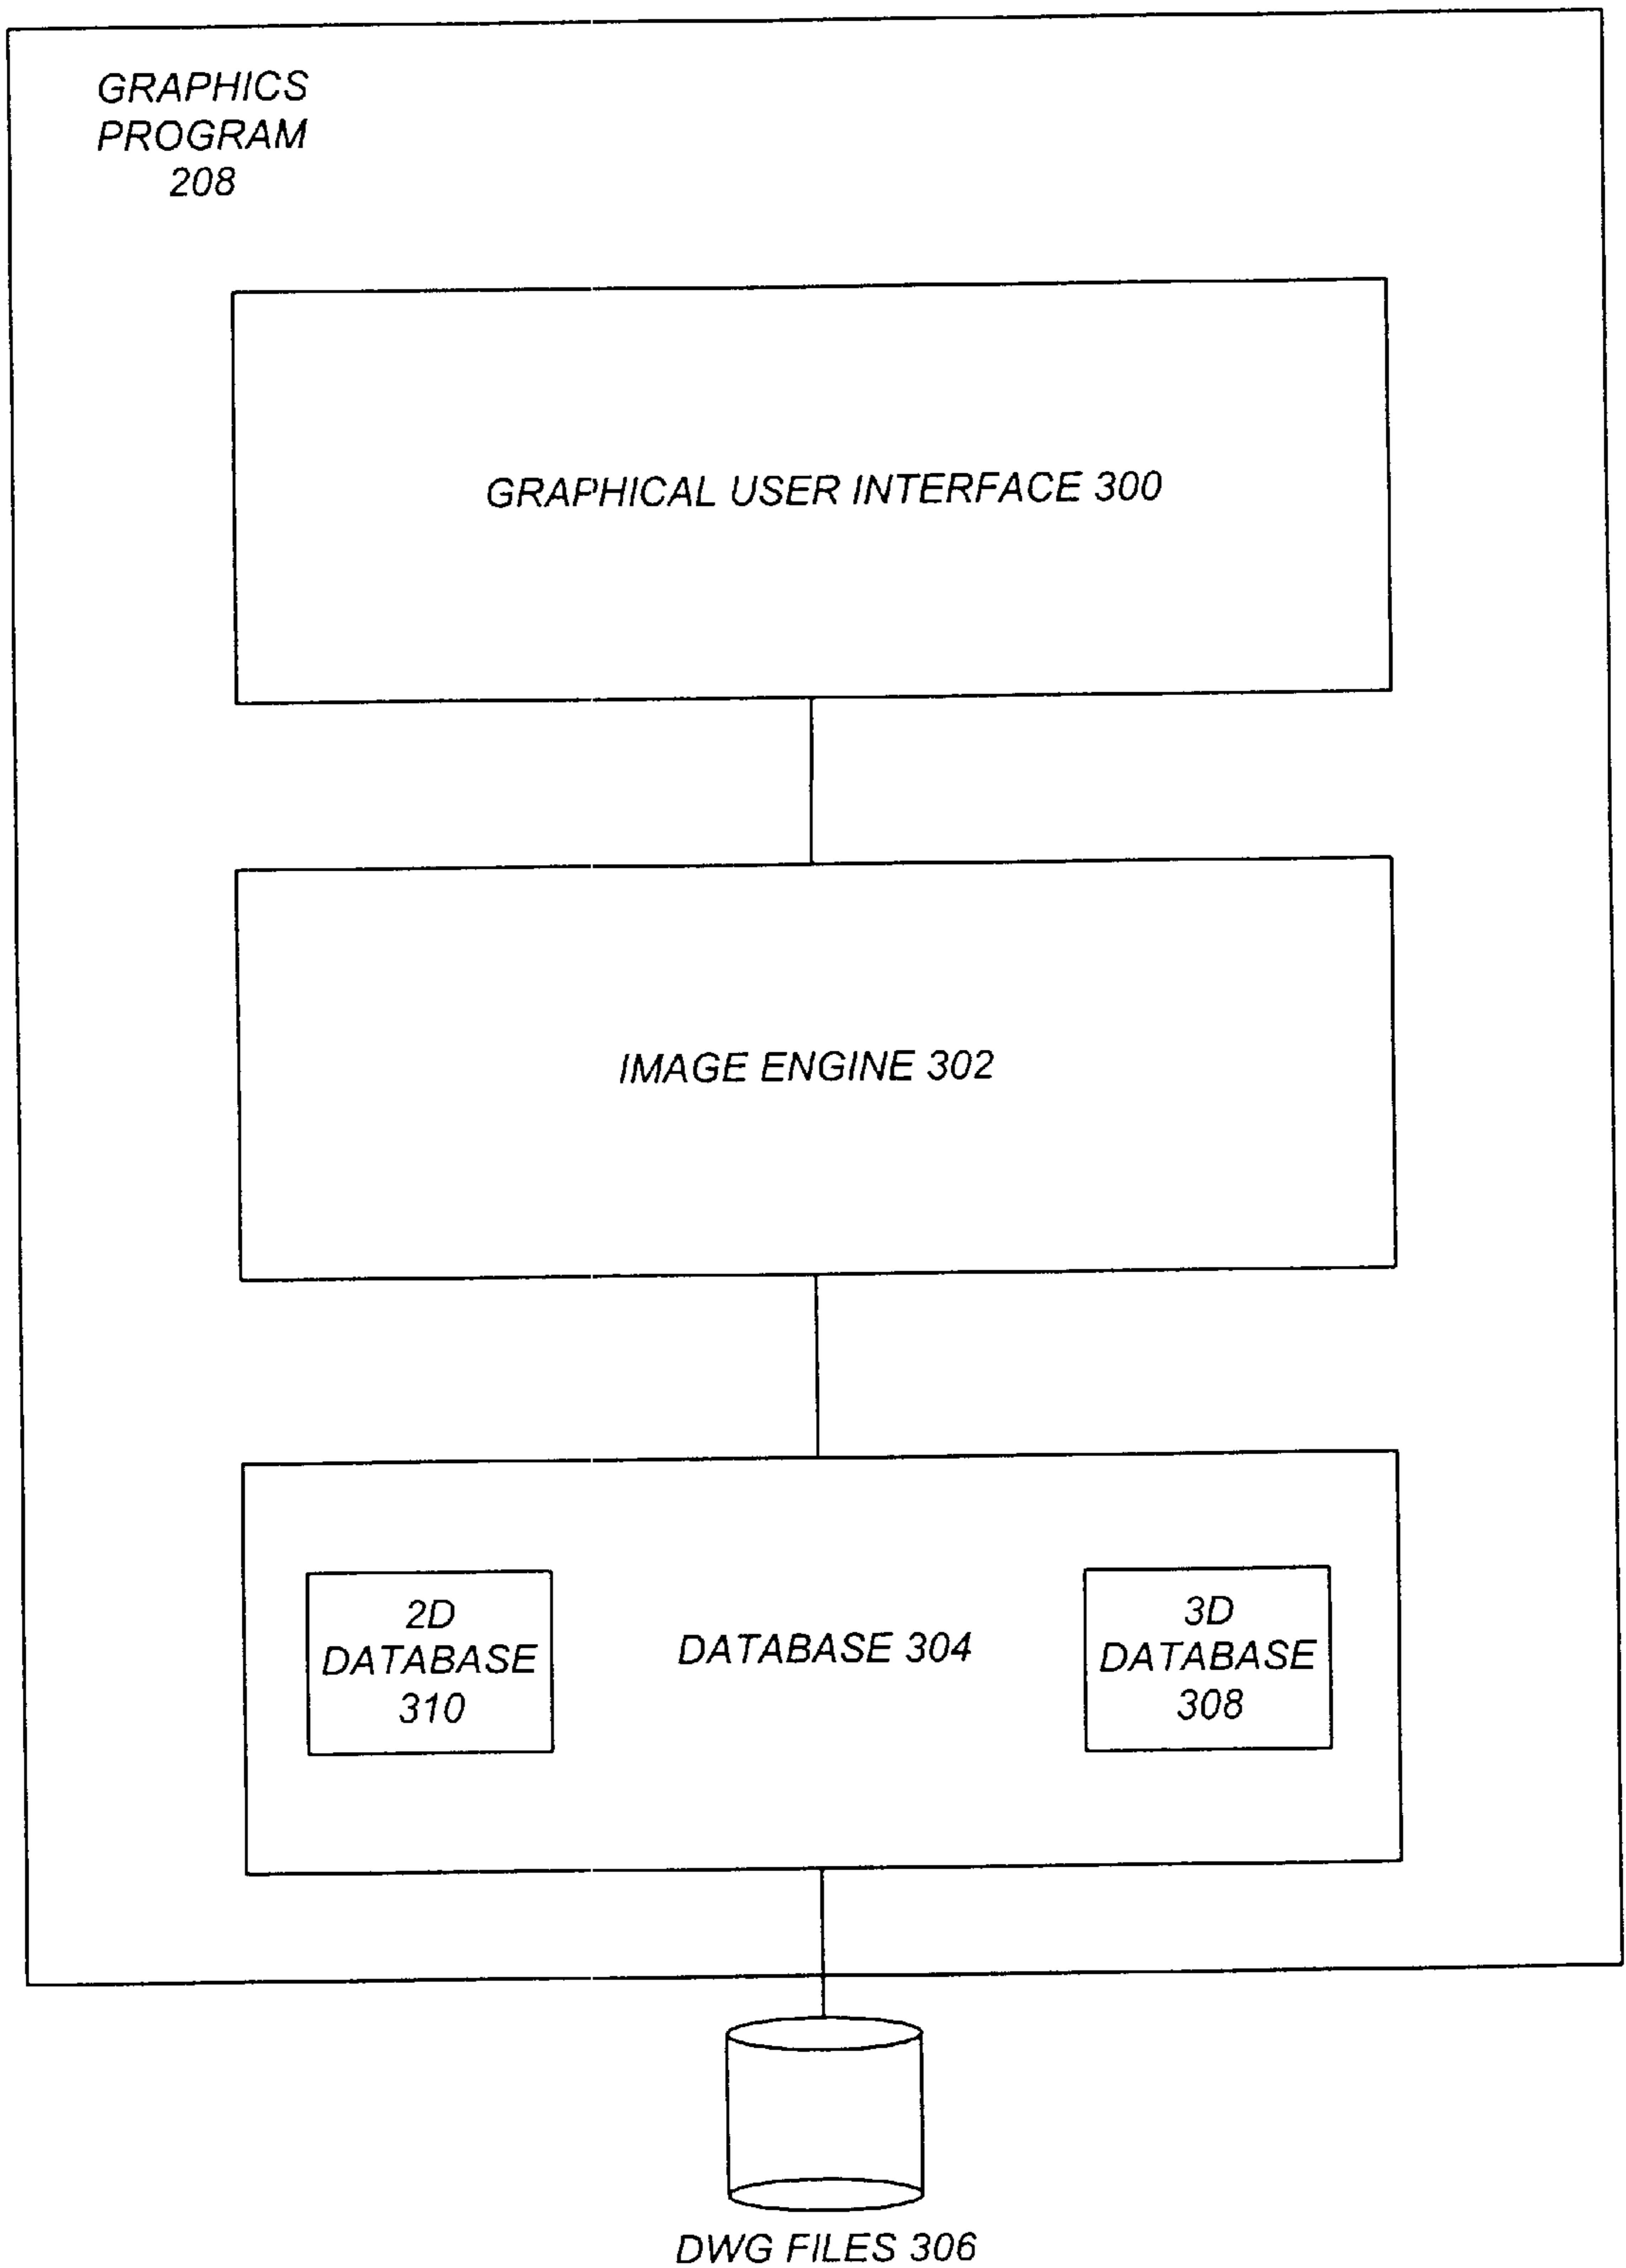 GRAPHICS
PROGRAM
208
GRAPHICAL USER INTERFACE 300
IMAGE ENGINE 302
2D
DATABASE
310
DATABASE 304
3D
DATABASE
308
DWG FILES 306